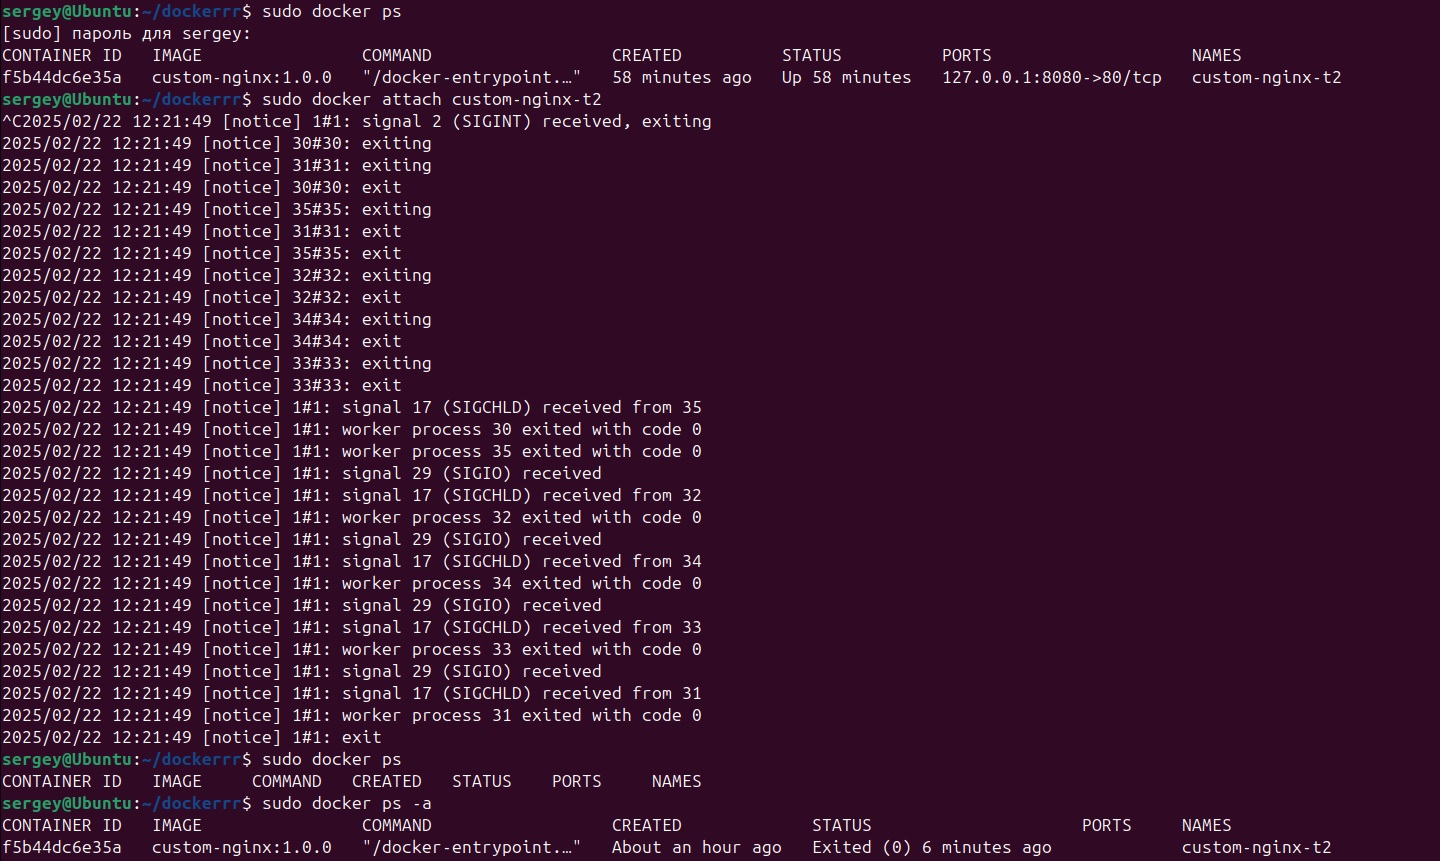 sergey@Ubuntu:~/dockerrr$ sudo docker ps
[sudo] пароль для sergey:
CONTAINER ID   IMAGE                COMMAND                  CREATED          STATUS          PORTS                    NAMES
f5b44dc6e35a   custom-nginx:1.0.0   "/docker-entrypoint.…"   58 minutes ago   Up 58 minutes   127.0.0.1:8080->80/tcp   custom-nginx-t2
sergey@Ubuntu:~/dockerrr$ sudo docker attach custom-nginx-t2
^C2025/02/22 12:21:49 [notice] 1#1: signal 2 (SIGINT) received, exiting
2025/02/22 12:21:49 [notice] 30#30: exiting
2025/02/22 12:21:49 [notice] 31#31: exiting
2025/02/22 12:21:49 [notice] 30#30: exit
2025/02/22 12:21:49 [notice] 35#35: exiting
2025/02/22 12:21:49 [notice] 31#31: exit
2025/02/22 12:21:49 [notice] 35#35: exit
2025/02/22 12:21:49 [notice] 32#32: exiting
2025/02/22 12:21:49 [notice] 32#32: exit
2025/02/22 12:21:49 [notice] 34#34: exiting
2025/02/22 12:21:49 [notice] 34#34: exit
2025/02/22 12:21:49 [notice] 33#33: exiting
2025/02/22 12:21:49 [notice] 33#33: exit
2025/02/22 12:21:49 [notice] 1#1: signal 17 (SIGCHLD) received from 35
2025/02/22 12:21:49 [notice] 1#1: worker process 30 exited with code 0
2025/02/22 12:21:49 [notice] 1#1: worker process 35 exited with code 0
2025/02/22 12:21:49 [notice] 1#1: signal 29 (SIGIO) received
2025/02/22 12:21:49 [notice] 1#1: signal 17 (SIGCHLD) received from 32
2025/02/22 12:21:49 [notice] 1#1: worker process 32 exited with code 0
2025/02/22 12:21:49 [notice] 1#1: signal 29 (SIGIO) received
2025/02/22 12:21:49 [notice] 1#1: signal 17 (SIGCHLD) received from 34
2025/02/22 12:21:49 [notice] 1#1: worker process 34 exited with code 0
2025/02/22 12:21:49 [notice] 1#1: signal 29 (SIGIO) received
2025/02/22 12:21:49 [notice] 1#1: signal 17 (SIGCHLD) received from 33
2025/02/22 12:21:49 [notice] 1#1: worker process 33 exited with code 0
2025/02/22 12:21:49 [notice] 1#1: signal 29 (SIGIO) received
2025/02/22 12:21:49 [notice] 1#1: signal 17 (SIGCHLD) received from 31
2025/02/22 12:21:49 [notice] 1#1: worker process 31 exited with code 0
2025/02/22 12:21:49 [notice] 1#1: exit
sergey@Ubuntu:~/dockerrr$ sudo docker ps
CONTAINER ID   IMAGE     COMMAND   CREATED   STATUS    PORTS     NAMES
sergey@Ubuntu:~/dockerrr$ sudo docker ps -a
CONTAINER ID   IMAGE                COMMAND                  CREATED             STATUS                     PORTS     NAMES
f5b44dc6e35a   custom-nginx:1.0.0   "/docker-entrypoint.…"   About an hour ago   Exited (0) 6 minutes ago             custom-nginx-t2